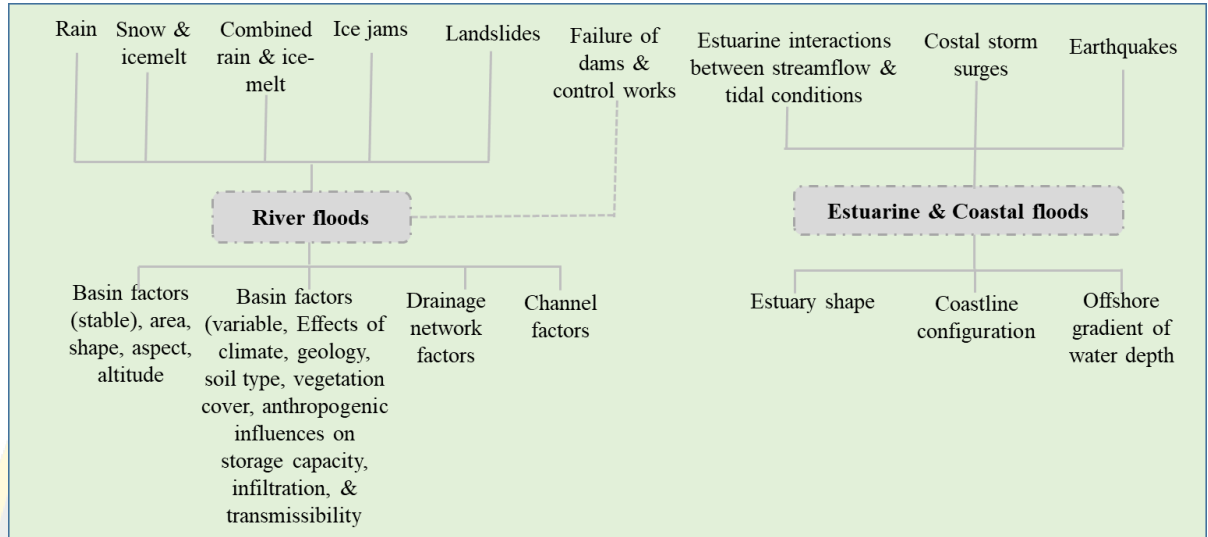 Rain
Snow &
icemelt
Combined
rain & ice-
melt
Ice jams
Landslides
Failure of
dams &
control works
Estuarine interactions
between streamflow &
tidal conditions
Costal storm
surges
Earthquakes
River floods
Estuarine & Coastal floods
Basin factors
(stable), area,
shape, aspect,
altitude
Basin factors
(variable, Effects of
climate, geology,
soil type, vegetation
cover, anthropogenic
influences on
storage capacity,
infiltration, &
transmissibility
Drainage
network
factors
Channel
factors
Estuary shape
Coastline
configuration
Offshore
gradient of
water depth